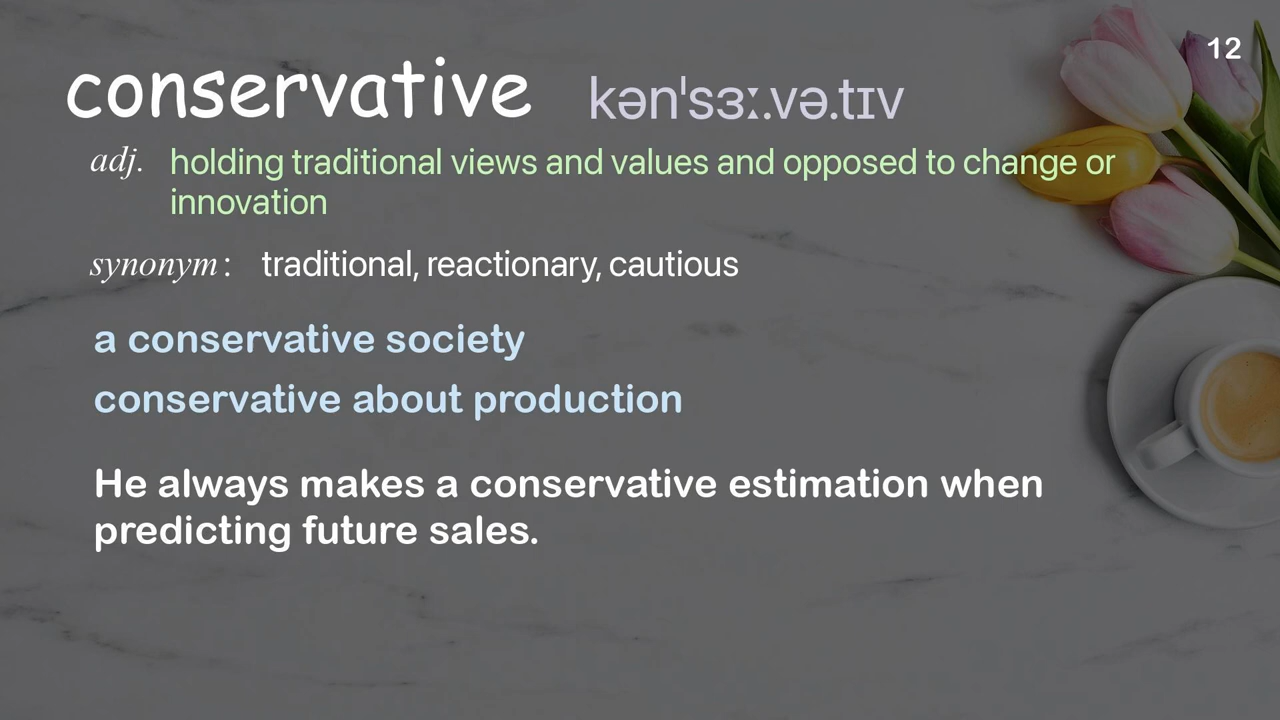 12
conservative kən'sɜː.və.tɪv
adj. holding traditional views and values and opposed to change or
innovation
synonym: traditional, reactionary, cautious
a conservative society
conservative about production
He always makes a conservative estimation when
predicting future sales.